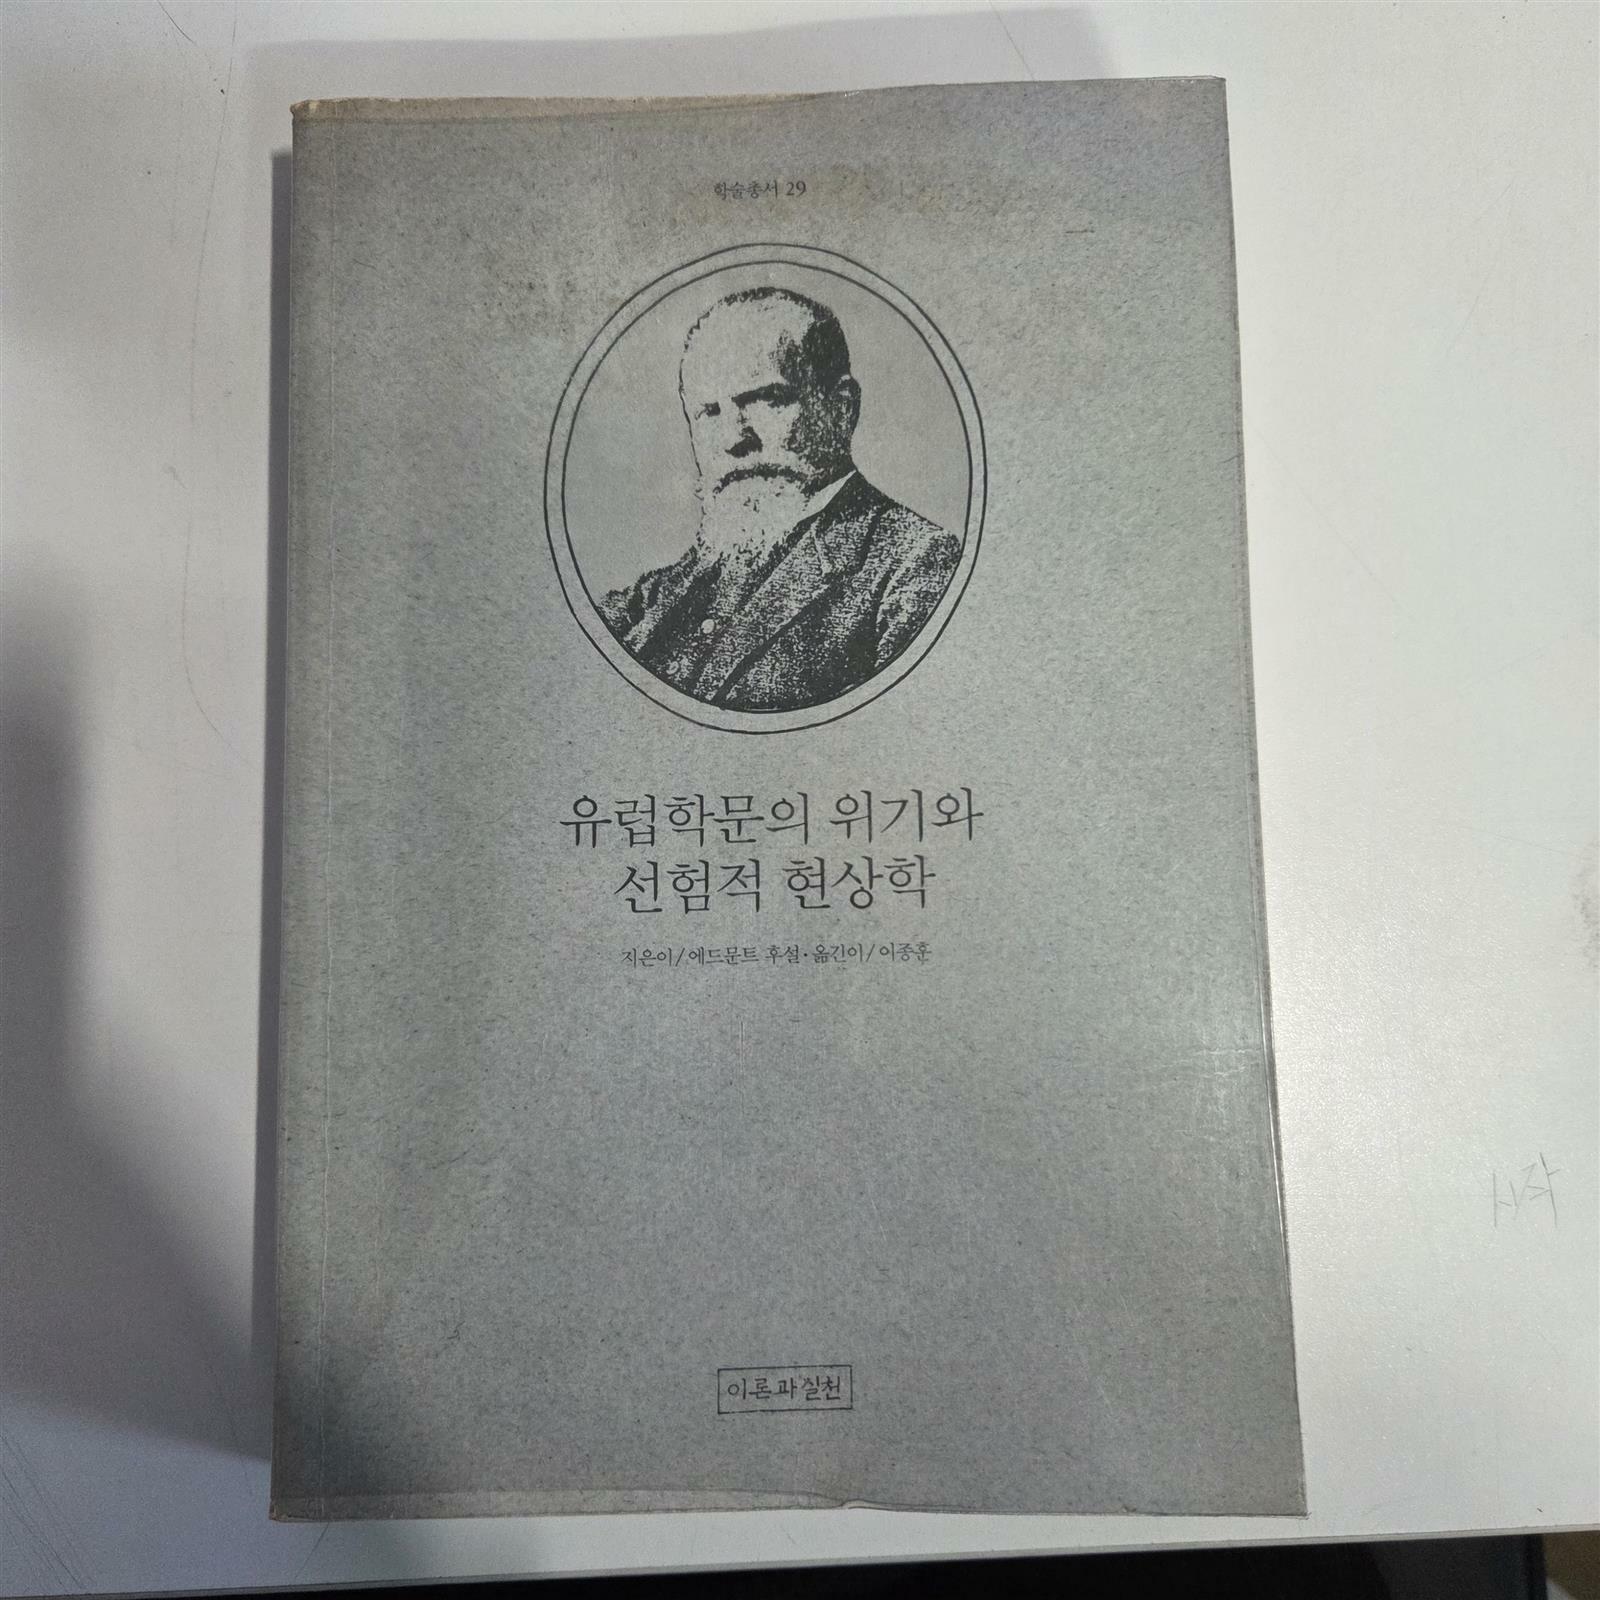 학술총서 29
유럽학문의 위기와
선험적 현상학
지은이/에드문트 후설·옮긴이/이종훈
이론과실천
시작